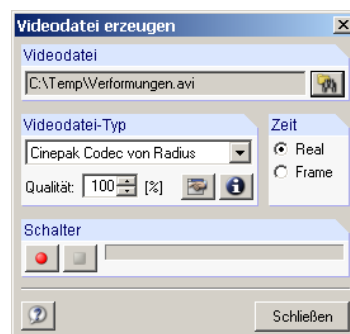 Videodatei erzeugen
Videodatei
C:\Temp\Verformungen.avi
Videodatei-Typ
Zeit
Cinepak Codec von Radius
Real
Qualität: 100 [%]
Frame
Schalter
Schließen